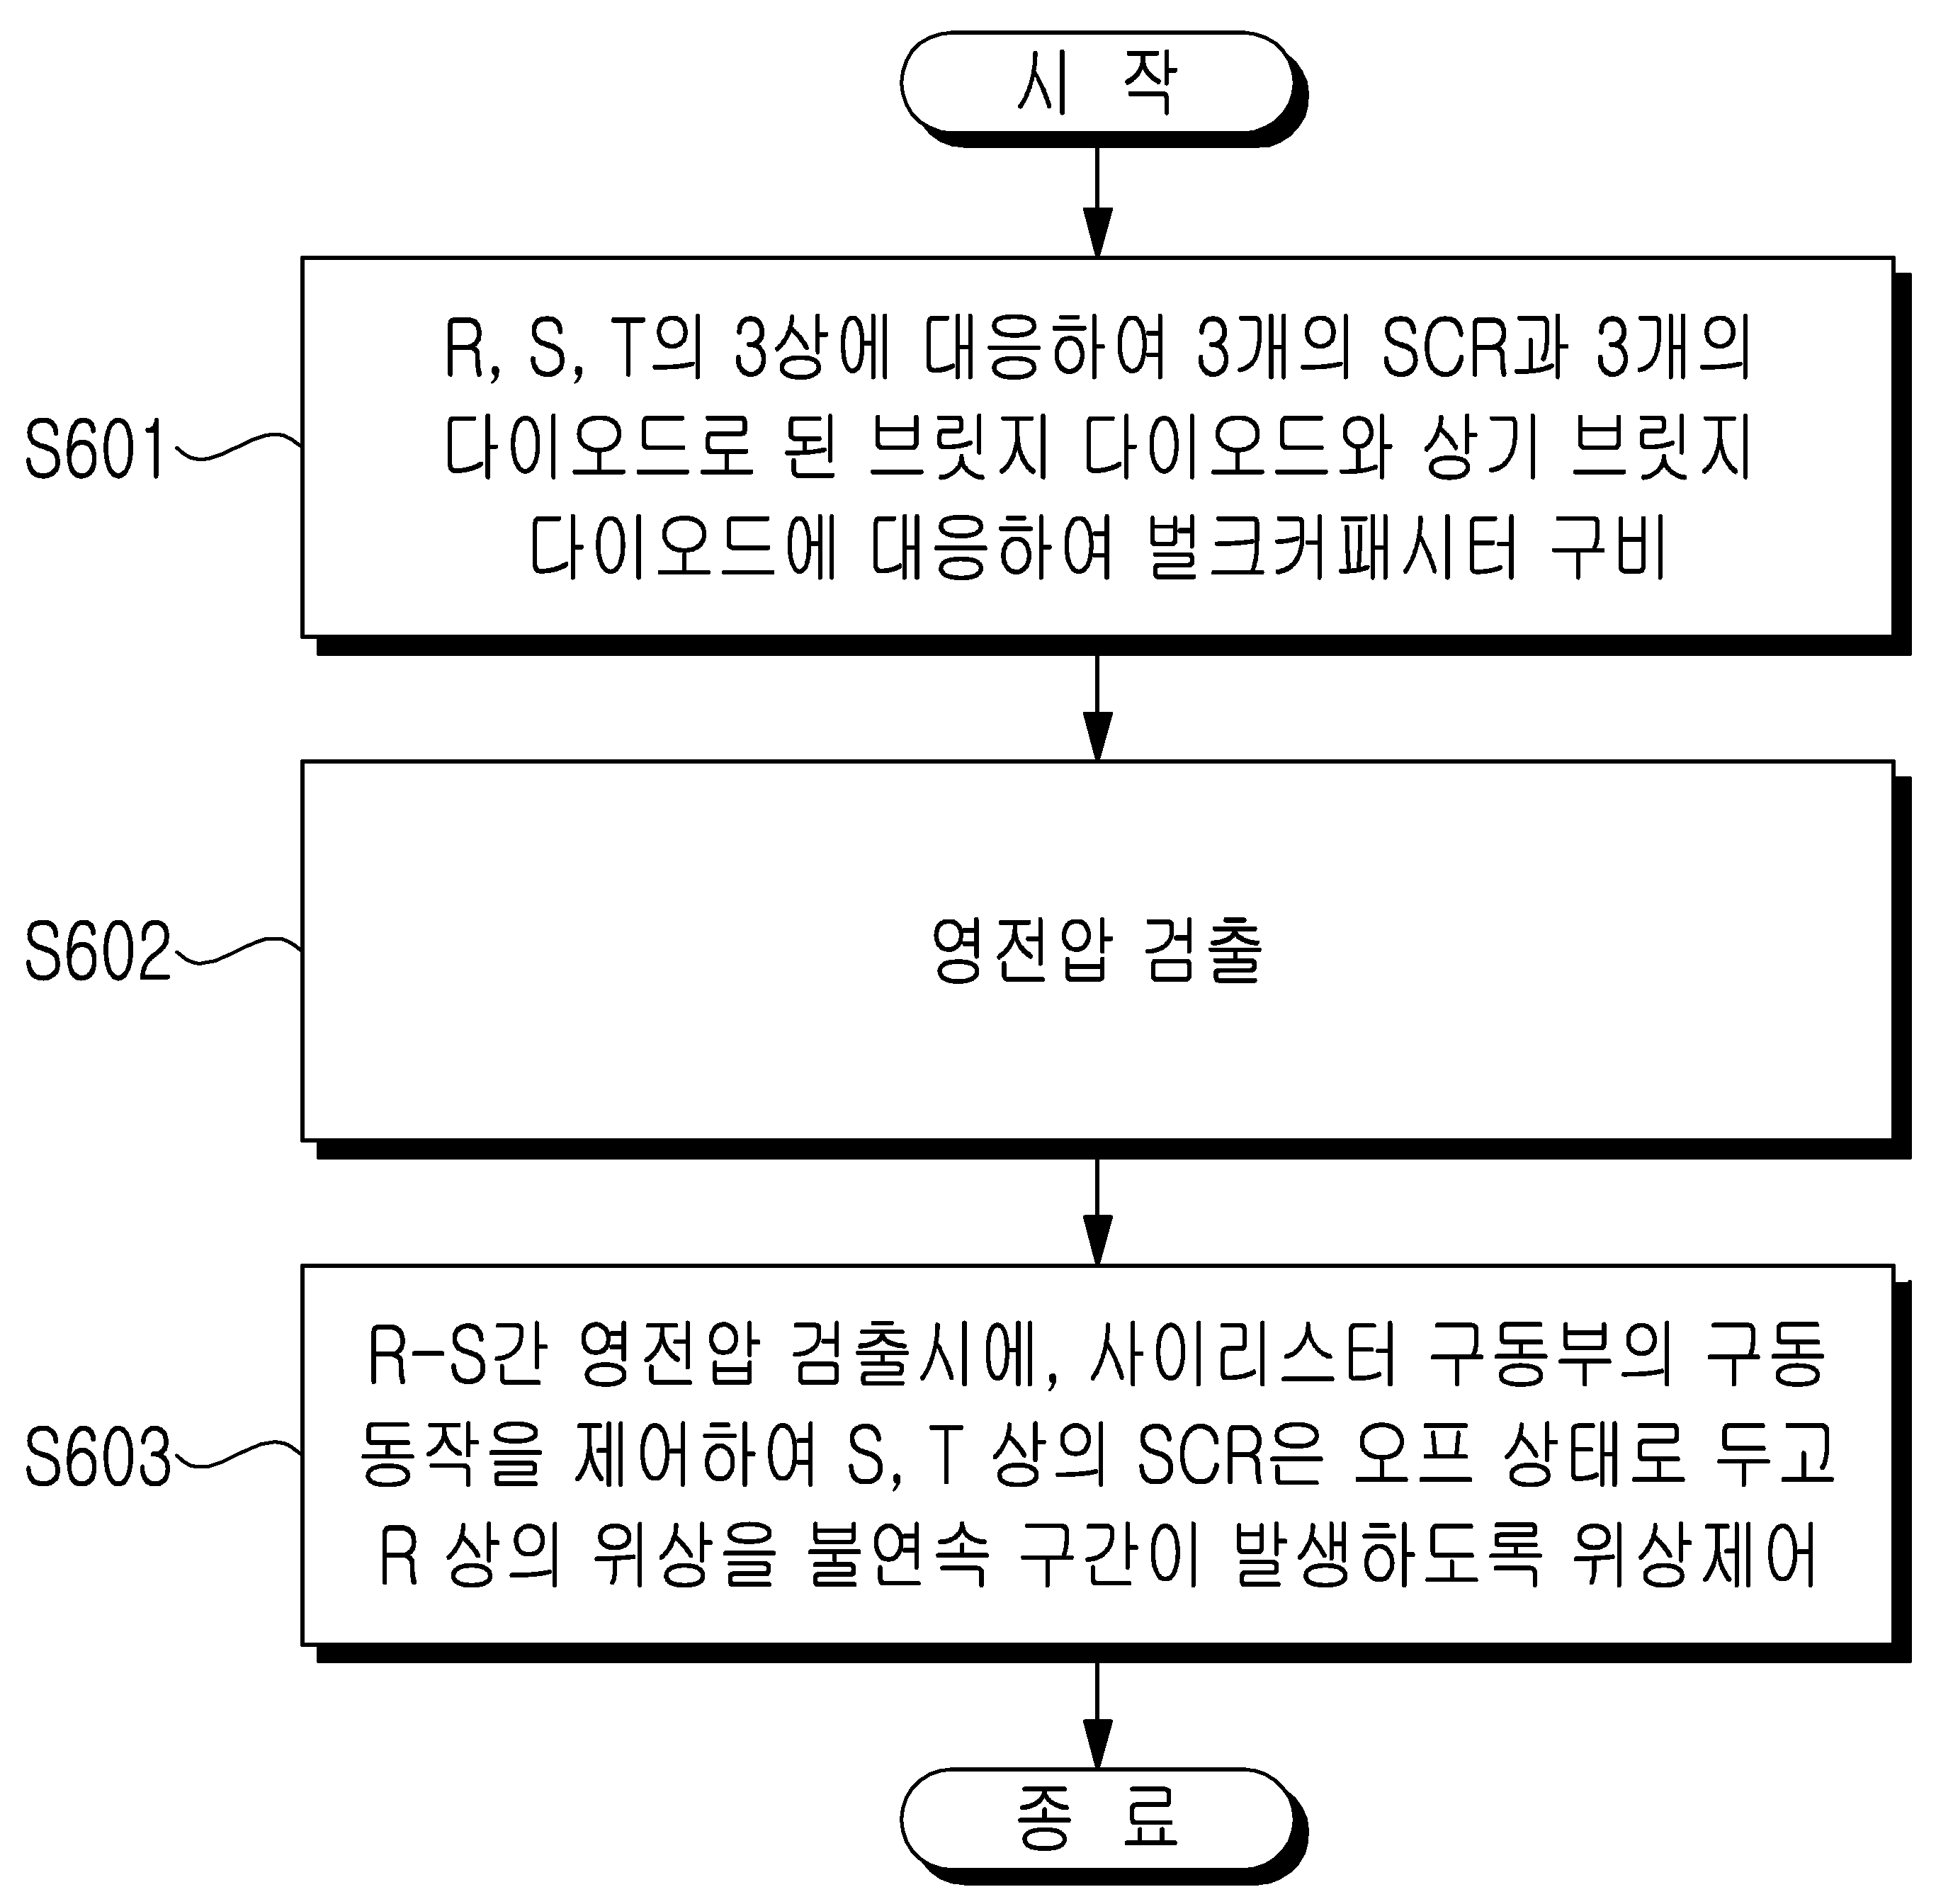 시 작
S601
R, S, T의 3상에 대응하여 3개의 SCR과 3개의
다이오드로 된 브릿지 다이오드와 상기 브릿지
다이오드에 대응하여 벌크커패시터 구비
S602
영전압 검출
S603
R-S간 영전압 검출시에, 사이리스터 구동부의 구동
동작을 제어하여 S, T 상의 SCR은 오프 상태로 두고
R 상의 위상을 불연속 구간이 발생하도록 위상제어
종 료